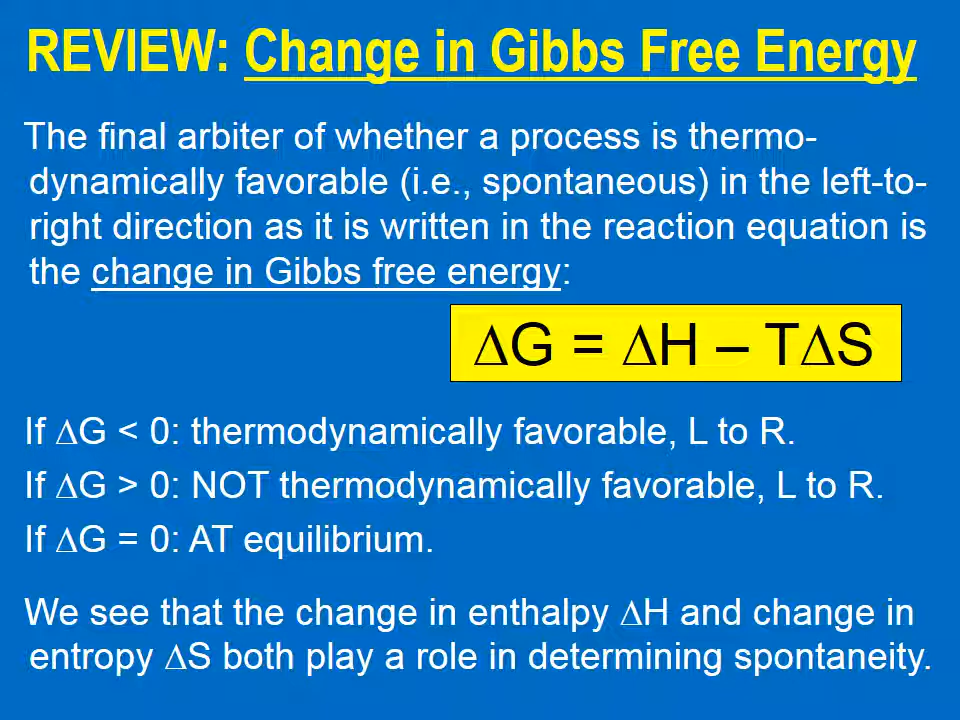 REVIEW: Change in Gibbs Free Energy
The final arbiter of whether a process is thermo-
dynamically favorable (i.e., spontaneous) in the left-to-
right direction as it is written in the reaction equation is
the change in Gibbs free energy:
∆G = ∆H – T∆S
If ∆G < 0: thermodynamically favorable, L to R.
If ∆G > 0: NOT thermodynamically favorable, L to R.
If ∆G = 0: AT equilibrium.
We see that the change in enthalpy ∆H and change in
entropy ∆S both play a role in determining spontaneity.